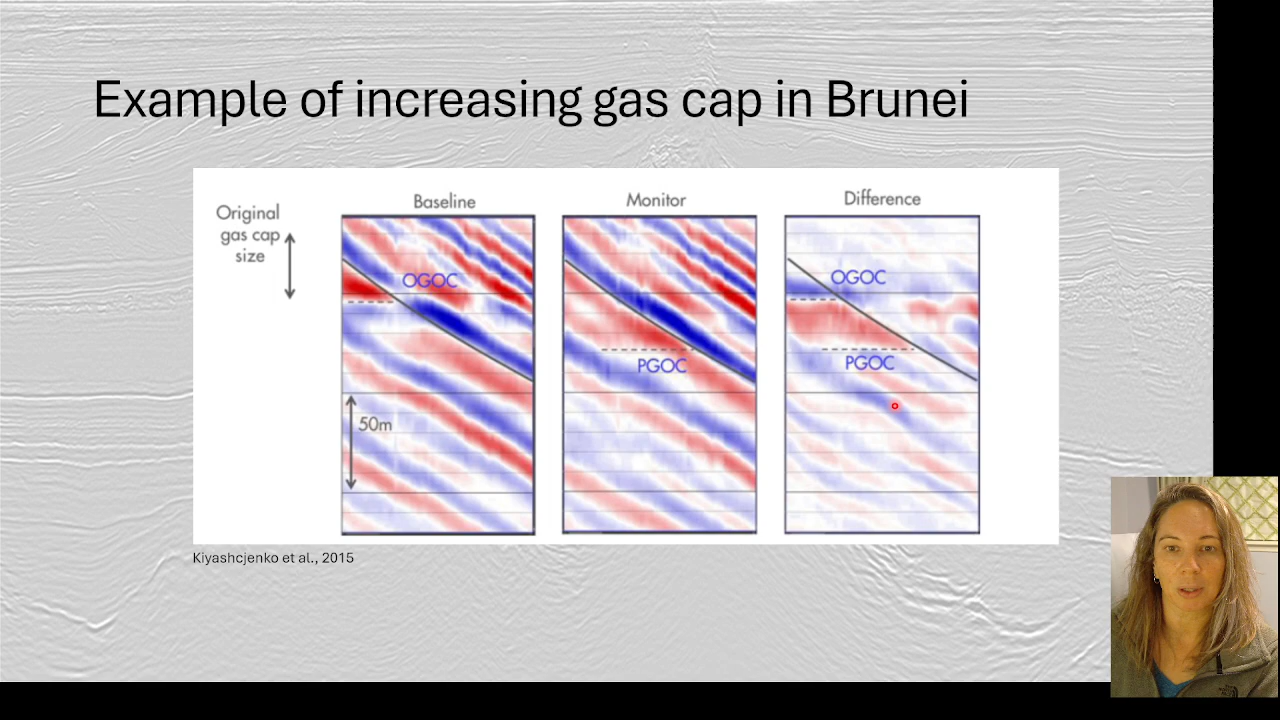 Example of increasing gas cap in Brunei
Original
gas cap
size
Baseline
OGOC
50m
Monitor
PGOC
Difference
OGOC
PGOC
Kiyashcjenko et al., 2015